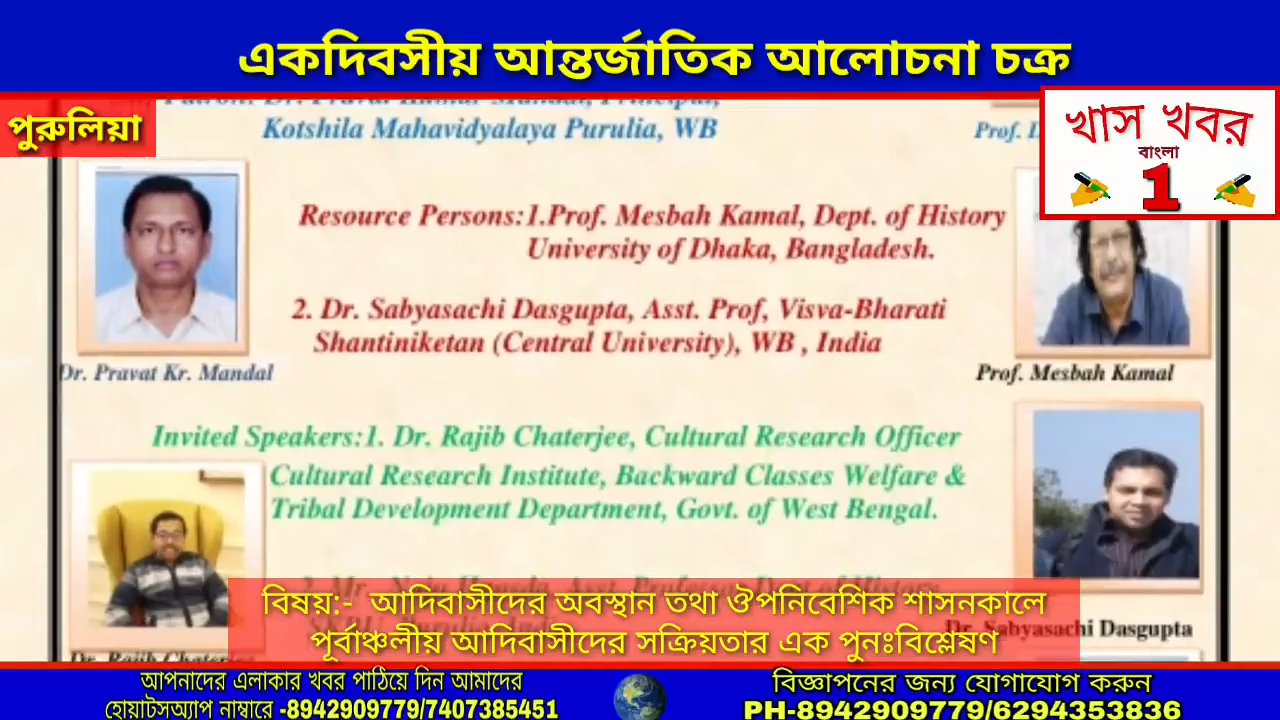 একদিবসীয় আন্তর্জাতিক আলোচনা চক্র
পুরুলিয়া
খাস খবর
বাংলা
1
Kotshila Mahavidyalaya Purulia, WB
Prof.
Resource Persons:1.Prof. Mesbah Kamal, Dept. of History
University of Dhaka, Bangladesh.
2. Dr. Sabyasachi Dasgupta, Asst. Prof, Visva-Bharati
Shantiniketan (Central University), WB , India
Dr. Pravat Kr. Mandal
Prof. Mesbah Kamal
Invited Speakers:1. Dr. Rajib Chaterjee, Cultural Research Officer
Cultural Research Institute, Backward Classes Welfare &
Tribal Development Department, Govt. of West Bengal.
বিষয়:- আদিবাসীদের অবস্থান তথা ঔপনিবেশিক শাসনকালে
পূর্বাঞ্চলীয় আদিবাসীদের সক্রিয়তার এক পুনঃবিশ্লেষণ
Dr. Sabyasachi Dasgupta
Dr. Rajib Chaterjee
আপনাদের এলাকার খবর পাঠিয়ে দিন আমাদের
হোয়াটসঅ্যাপ নাম্বারে -8942909779/7407385451
বিজ্ঞাপনের জন্য যোগাযোগ করুন
PH-8942909779/6294353836